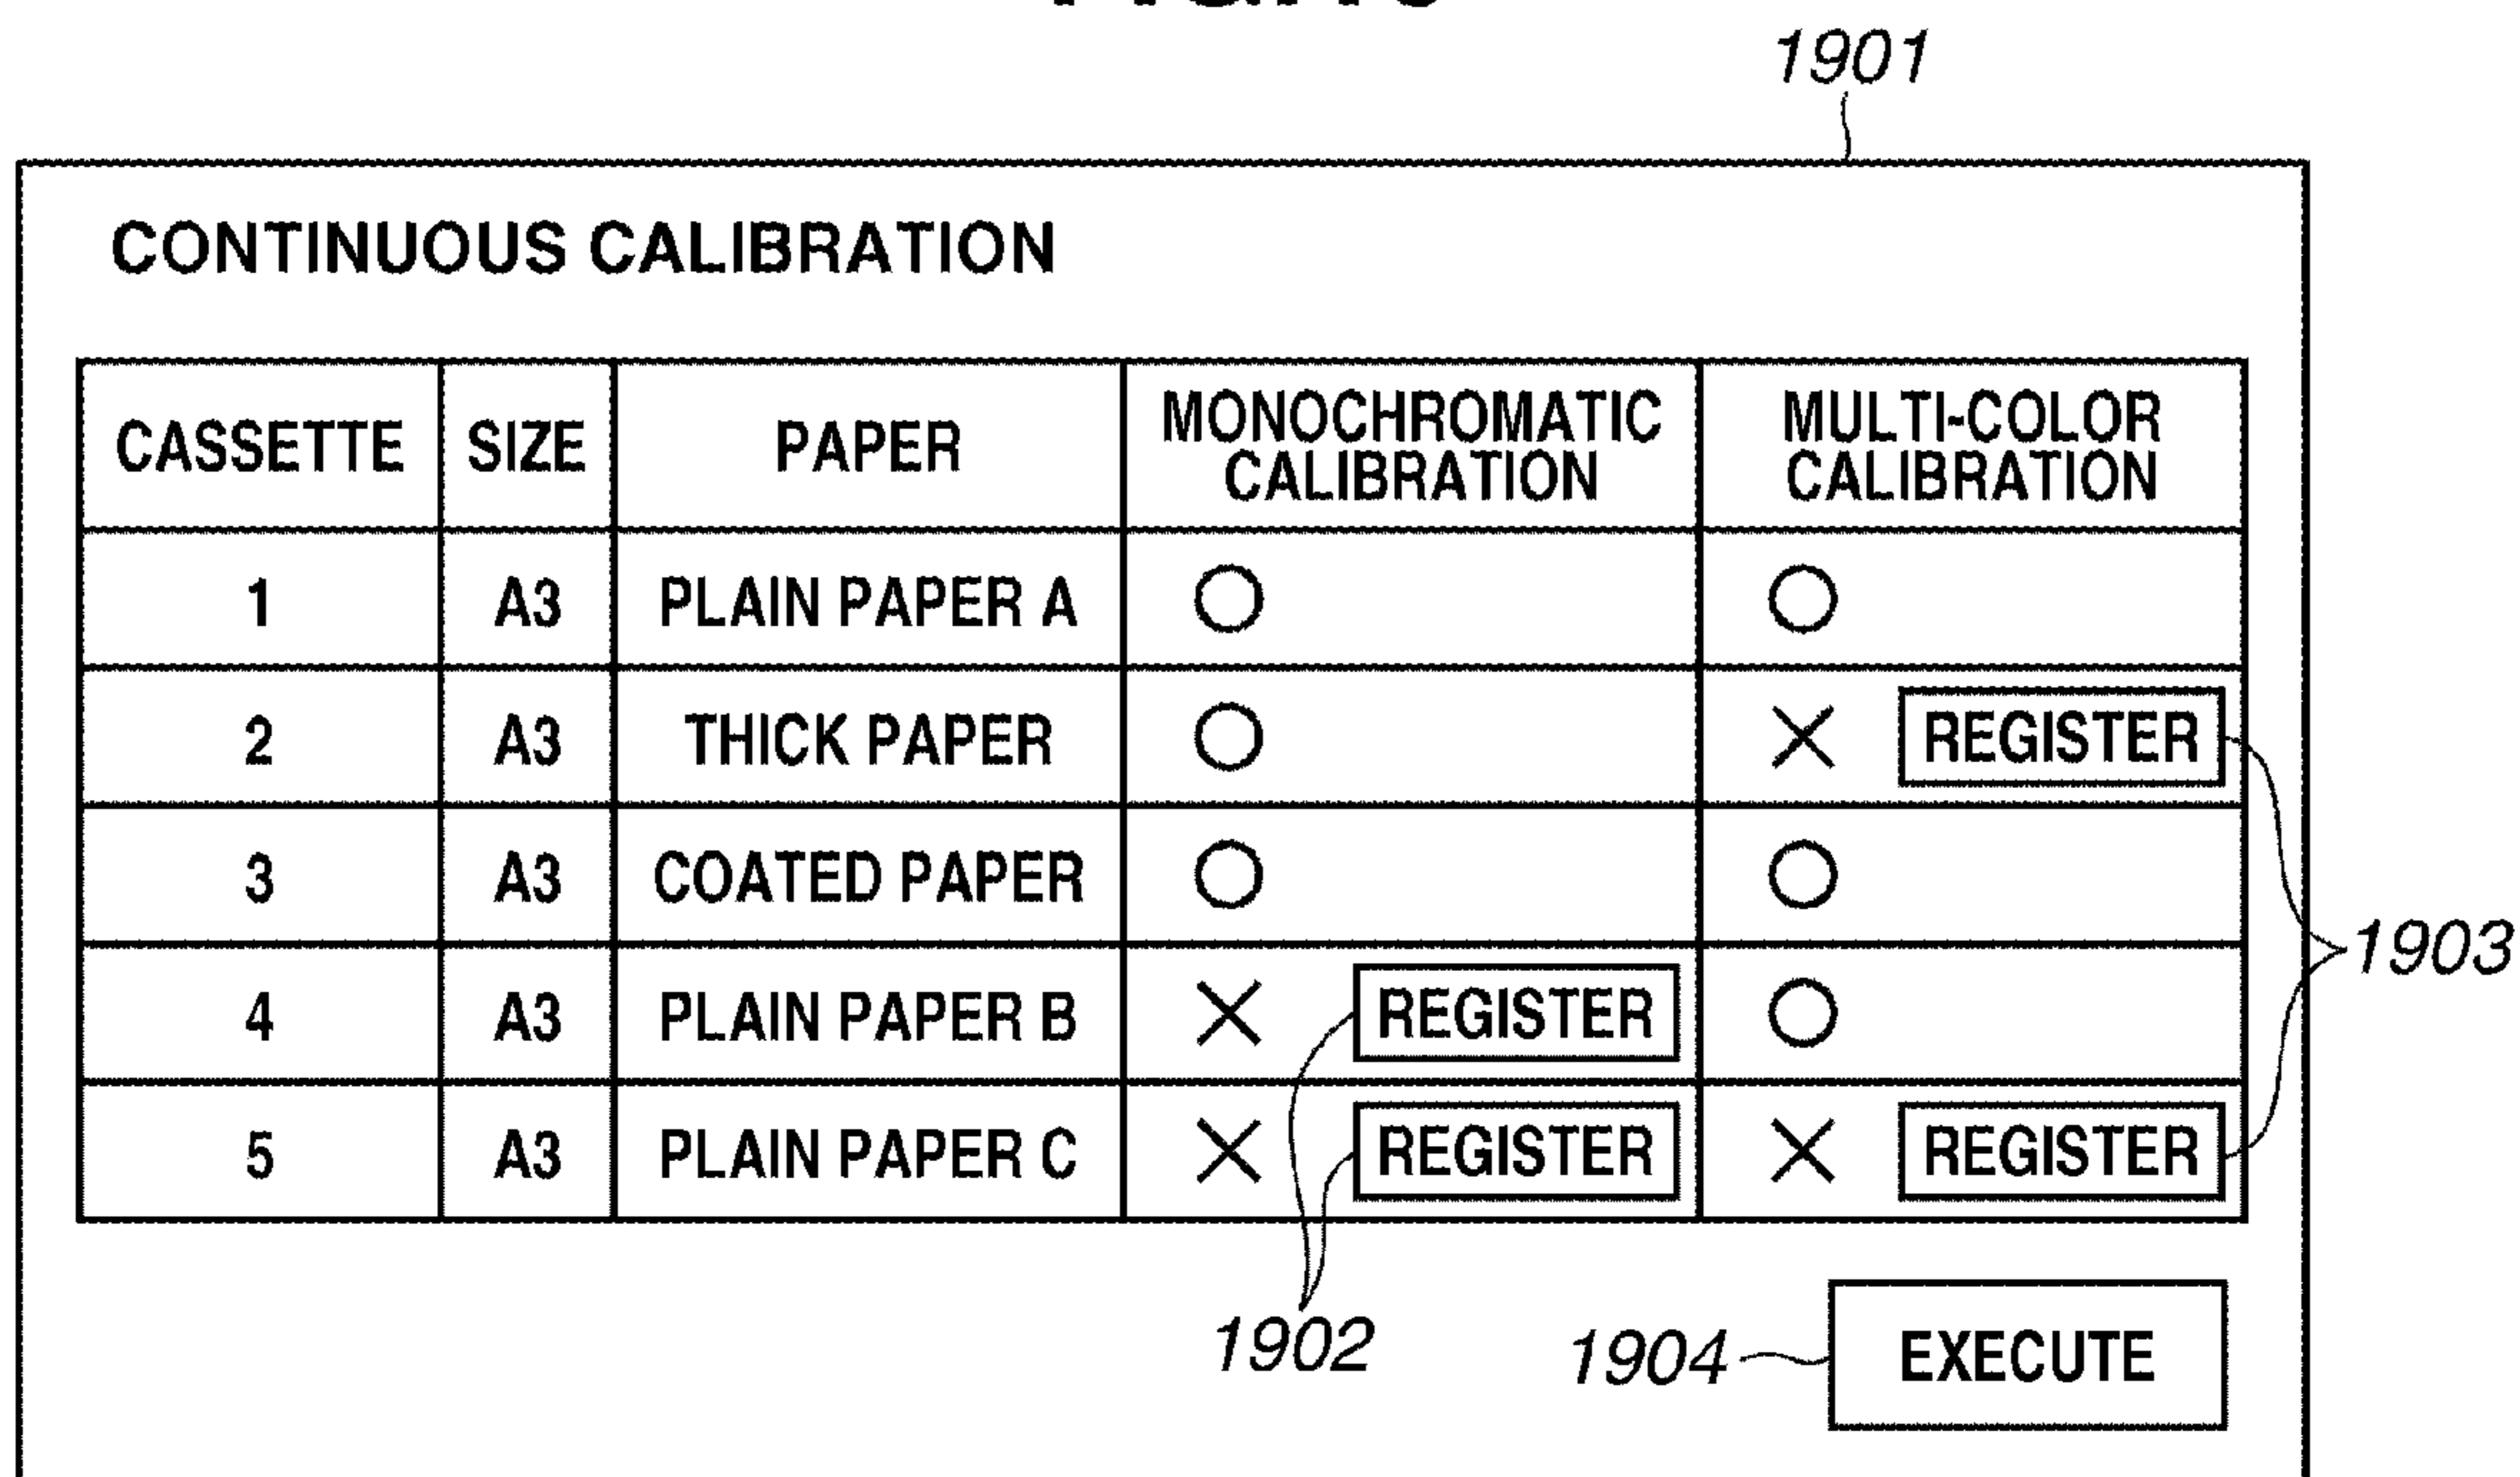 1901
CONTINUOUS CALIBRATION
CASSETTE SIZE PAPER MONOCHROMATIC CALIBRATION MULTI-COLOR CALIBRATION
1 A3 PLAIN PAPER A ○ ○
2 A3 THICK PAPER ○ × REGISTER
3 A3 COATED PAPER ○ ○
4 A3 PLAIN PAPER B × REGISTER ○
5 A3 PLAIN PAPER C × REGISTER × REGISTER
1903
1902
1904 EXECUTE